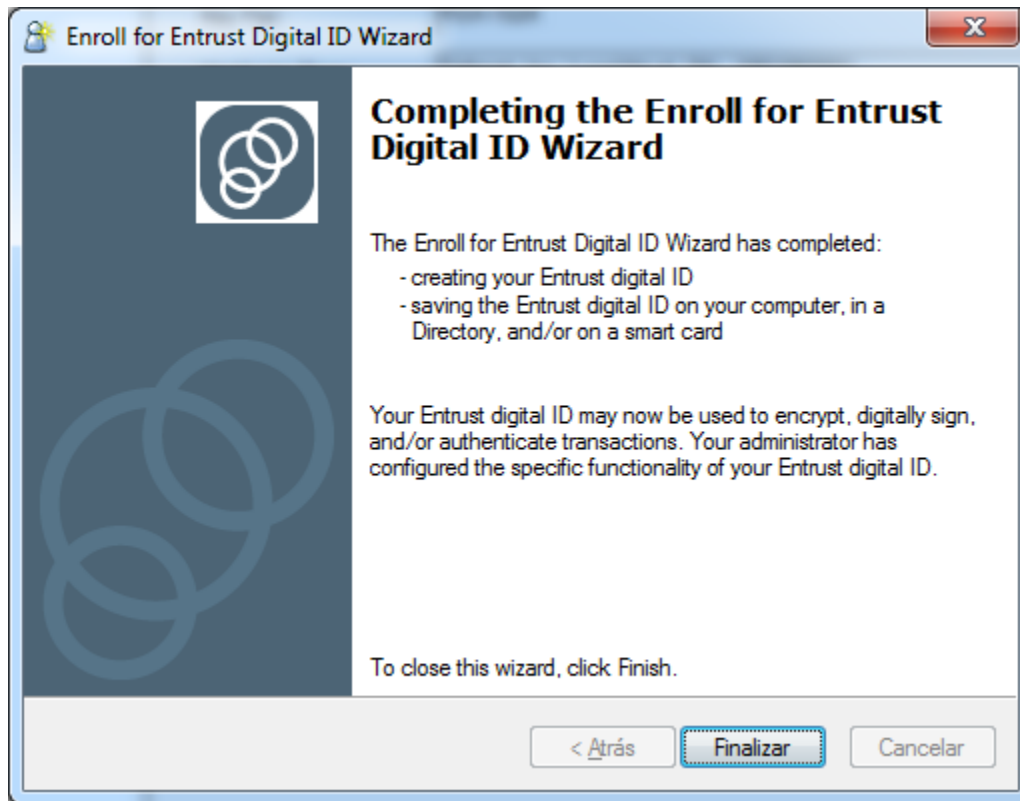 Enroll for Entrust Digital ID Wizard
Completing the Enroll for Entrust
Digital ID Wizard
The Enroll for Entrust Digital ID Wizard has completed:
- creating your Entrust digital ID
- saving the Entrust digital ID on your computer, in a
Directory, and/or on a smart card
Your Entrust digital ID may now be used to encrypt, digitally sign,
and/or authenticate transactions. Your administrator has
configured the specific functionality of your Entrust digital ID.
To close this wizard, click Finish.
< Atrás Finalizar Cancelar